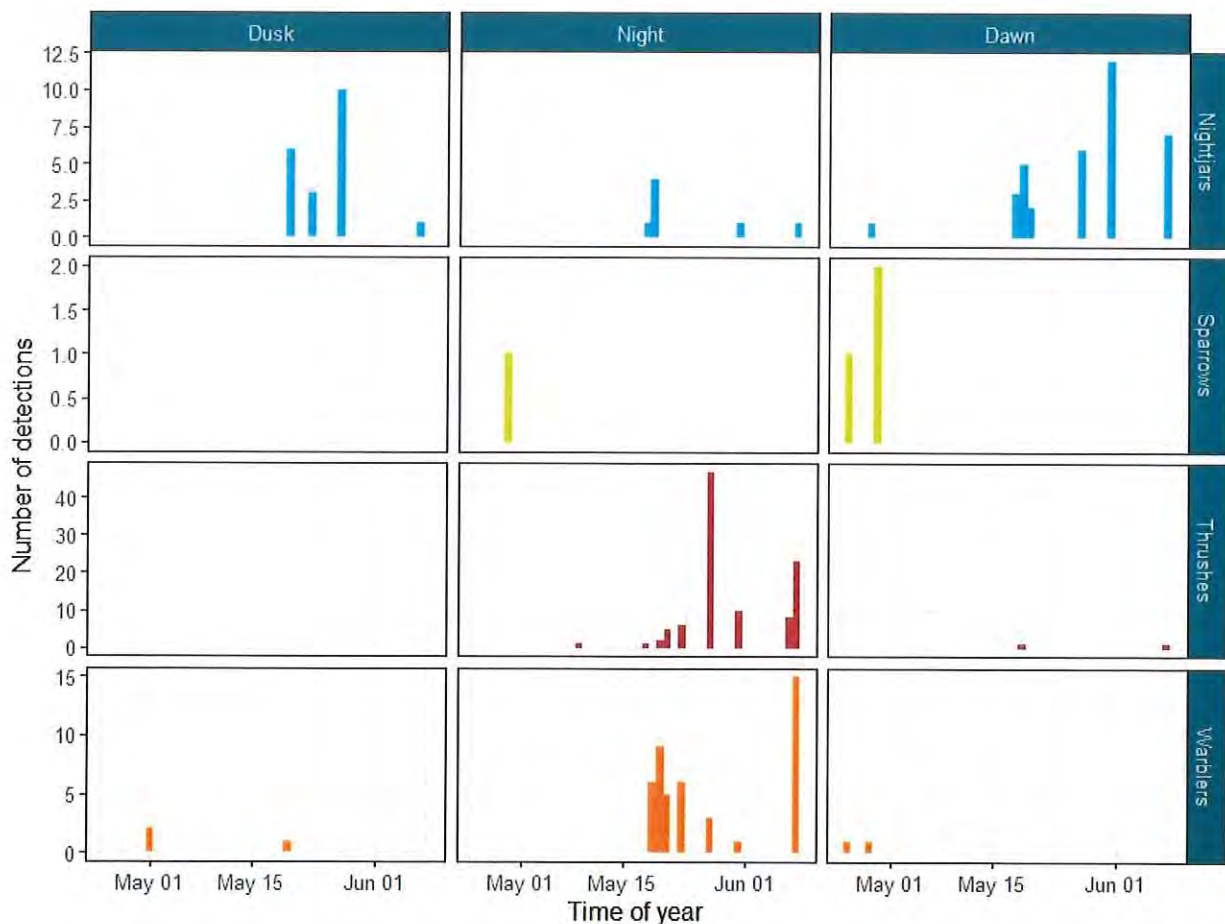 Dusk Night Dawn
12.5
10.0
7.5
5.0
2.5
0.0
Nightjars
2.0
1.5
1.0
0.5
0.0
Sparrows
40
30
20
10
0
Thrushes
15
10
5
0
Warblers
Number of detections
May 01 May 15 Jun 01 May 01 May 15 Jun 01 May 01 May 15 Jun 01
Time of year